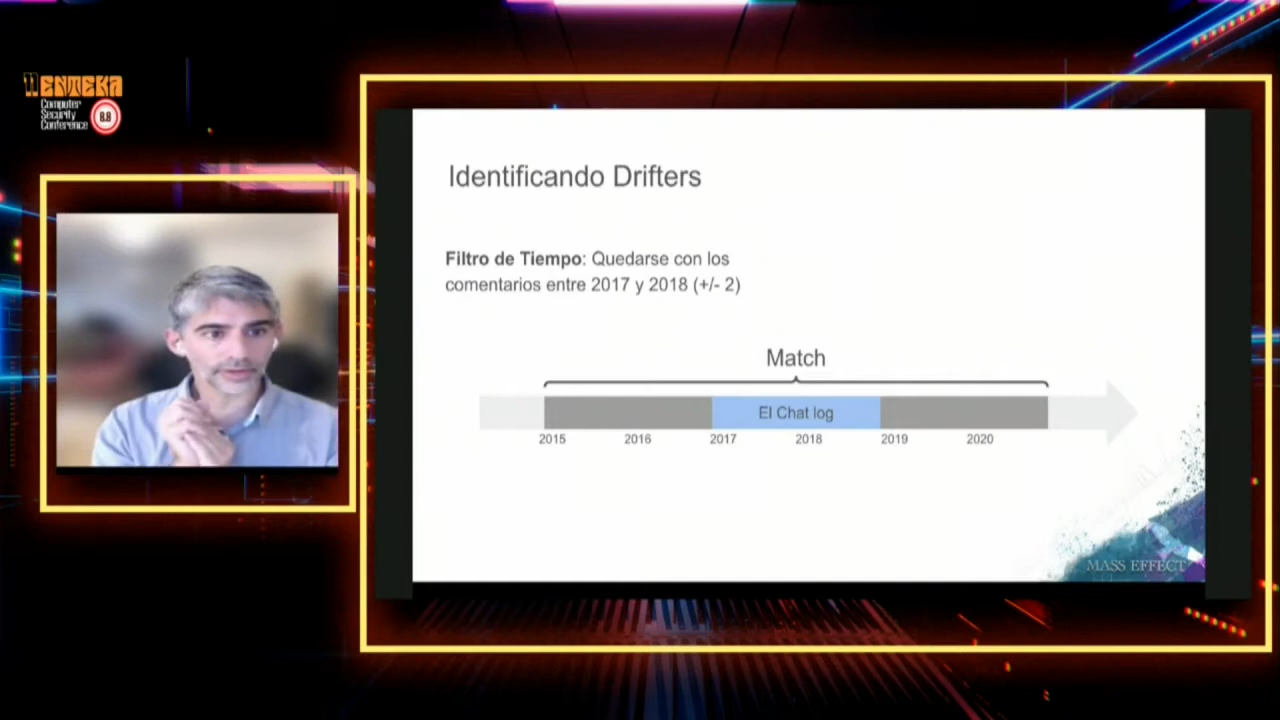 11ENTEKA
Computer
Security
Conference
8.8
Identificando Drifters
Filtro de Tiempo: Quedarse con los
comentarios entre 2017 y 2018 (+/- 2)
Match
El Chat log
2015 2016 2017 2018 2019 2020
MASS EFFECT